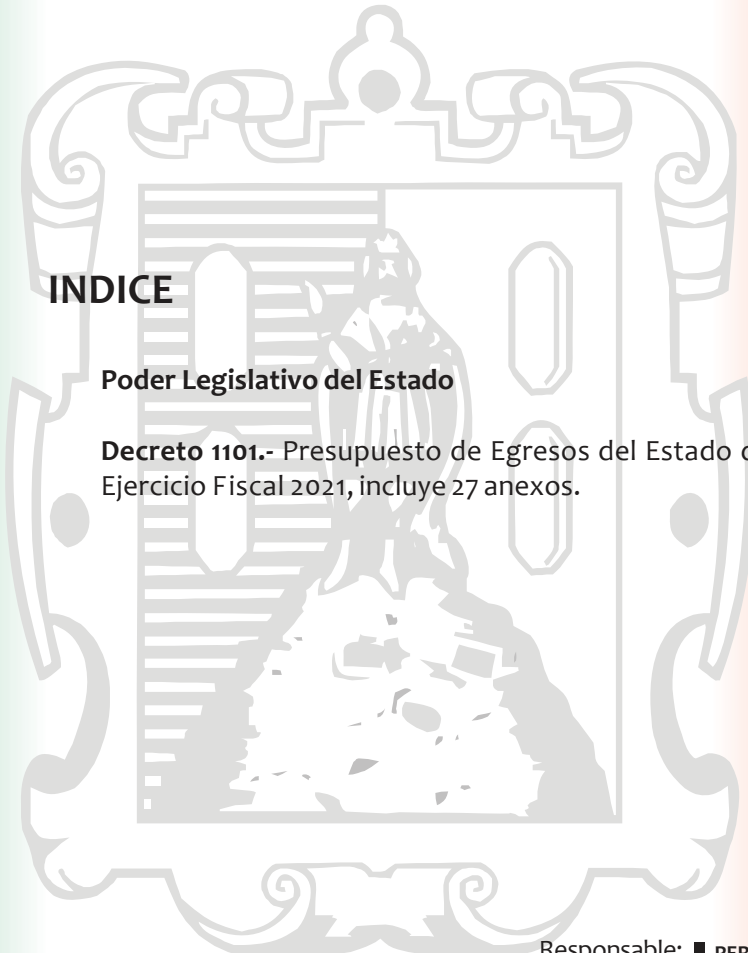 INDICE
Poder Legislativo del Estado
Decreto 1101.- Presupuesto de Egresos del Estado
Ejercicio Fiscal 2021, incluye 27 anexos.
Responsable: